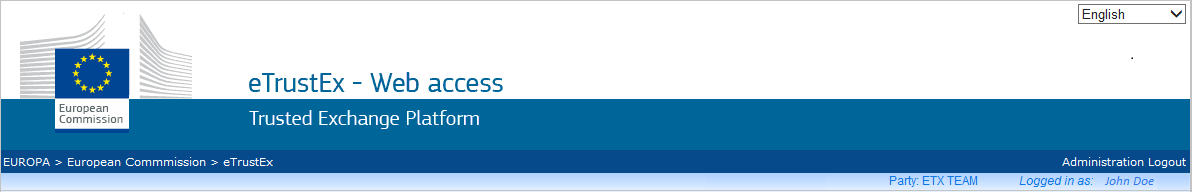 English
eTrustEx - Web access
European
Commission
Trusted Exchange Platform
EUROPA > European Commmission > eTrustEx
Administration Logout
Party: ETX TEAM
Logged in as: John Doe